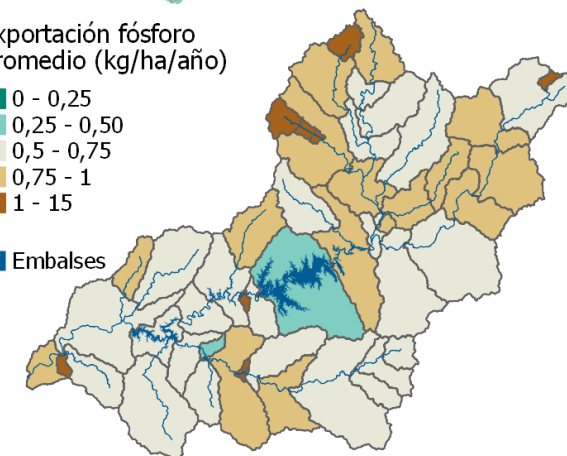 xportación fósforo
romedio (kg/ha/año)
0 - 0,25
0,25 - 0,50
0,5 - 0,75
0,75 - 1
1 - 15
Embalses